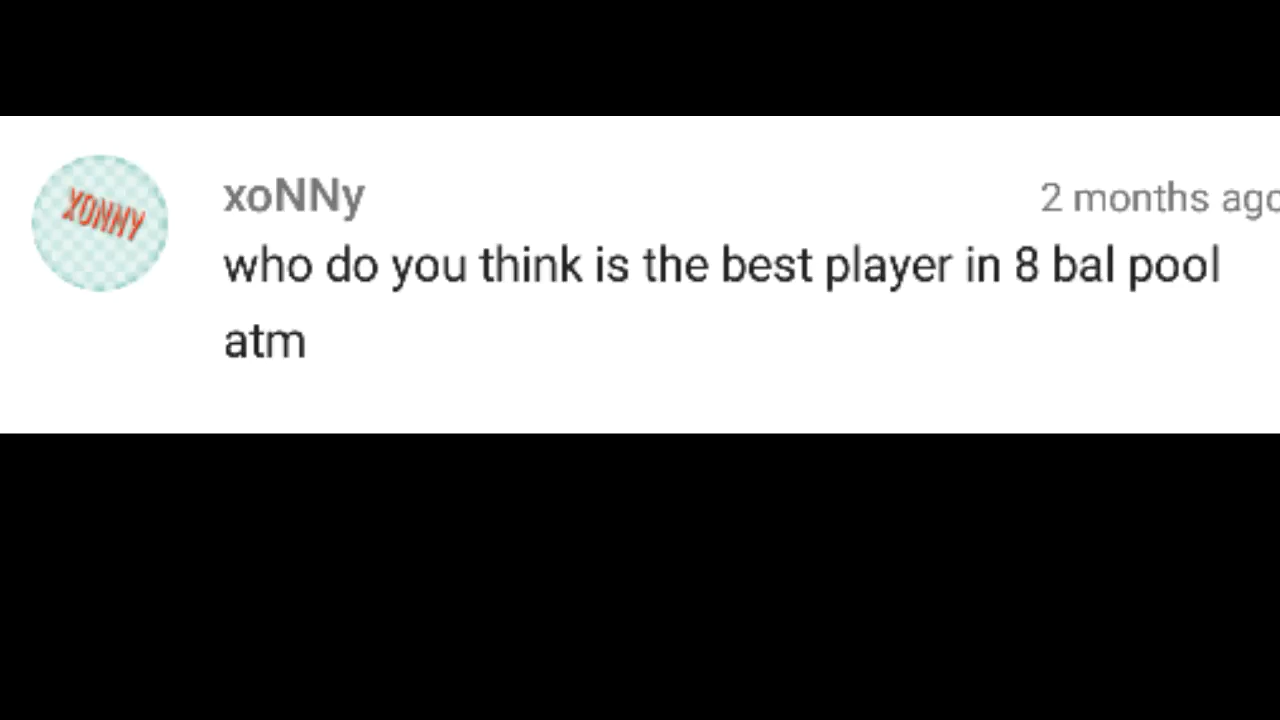 XONNY
xoNNy
2 months ago
who do you think is the best player in 8 bal pool
atm